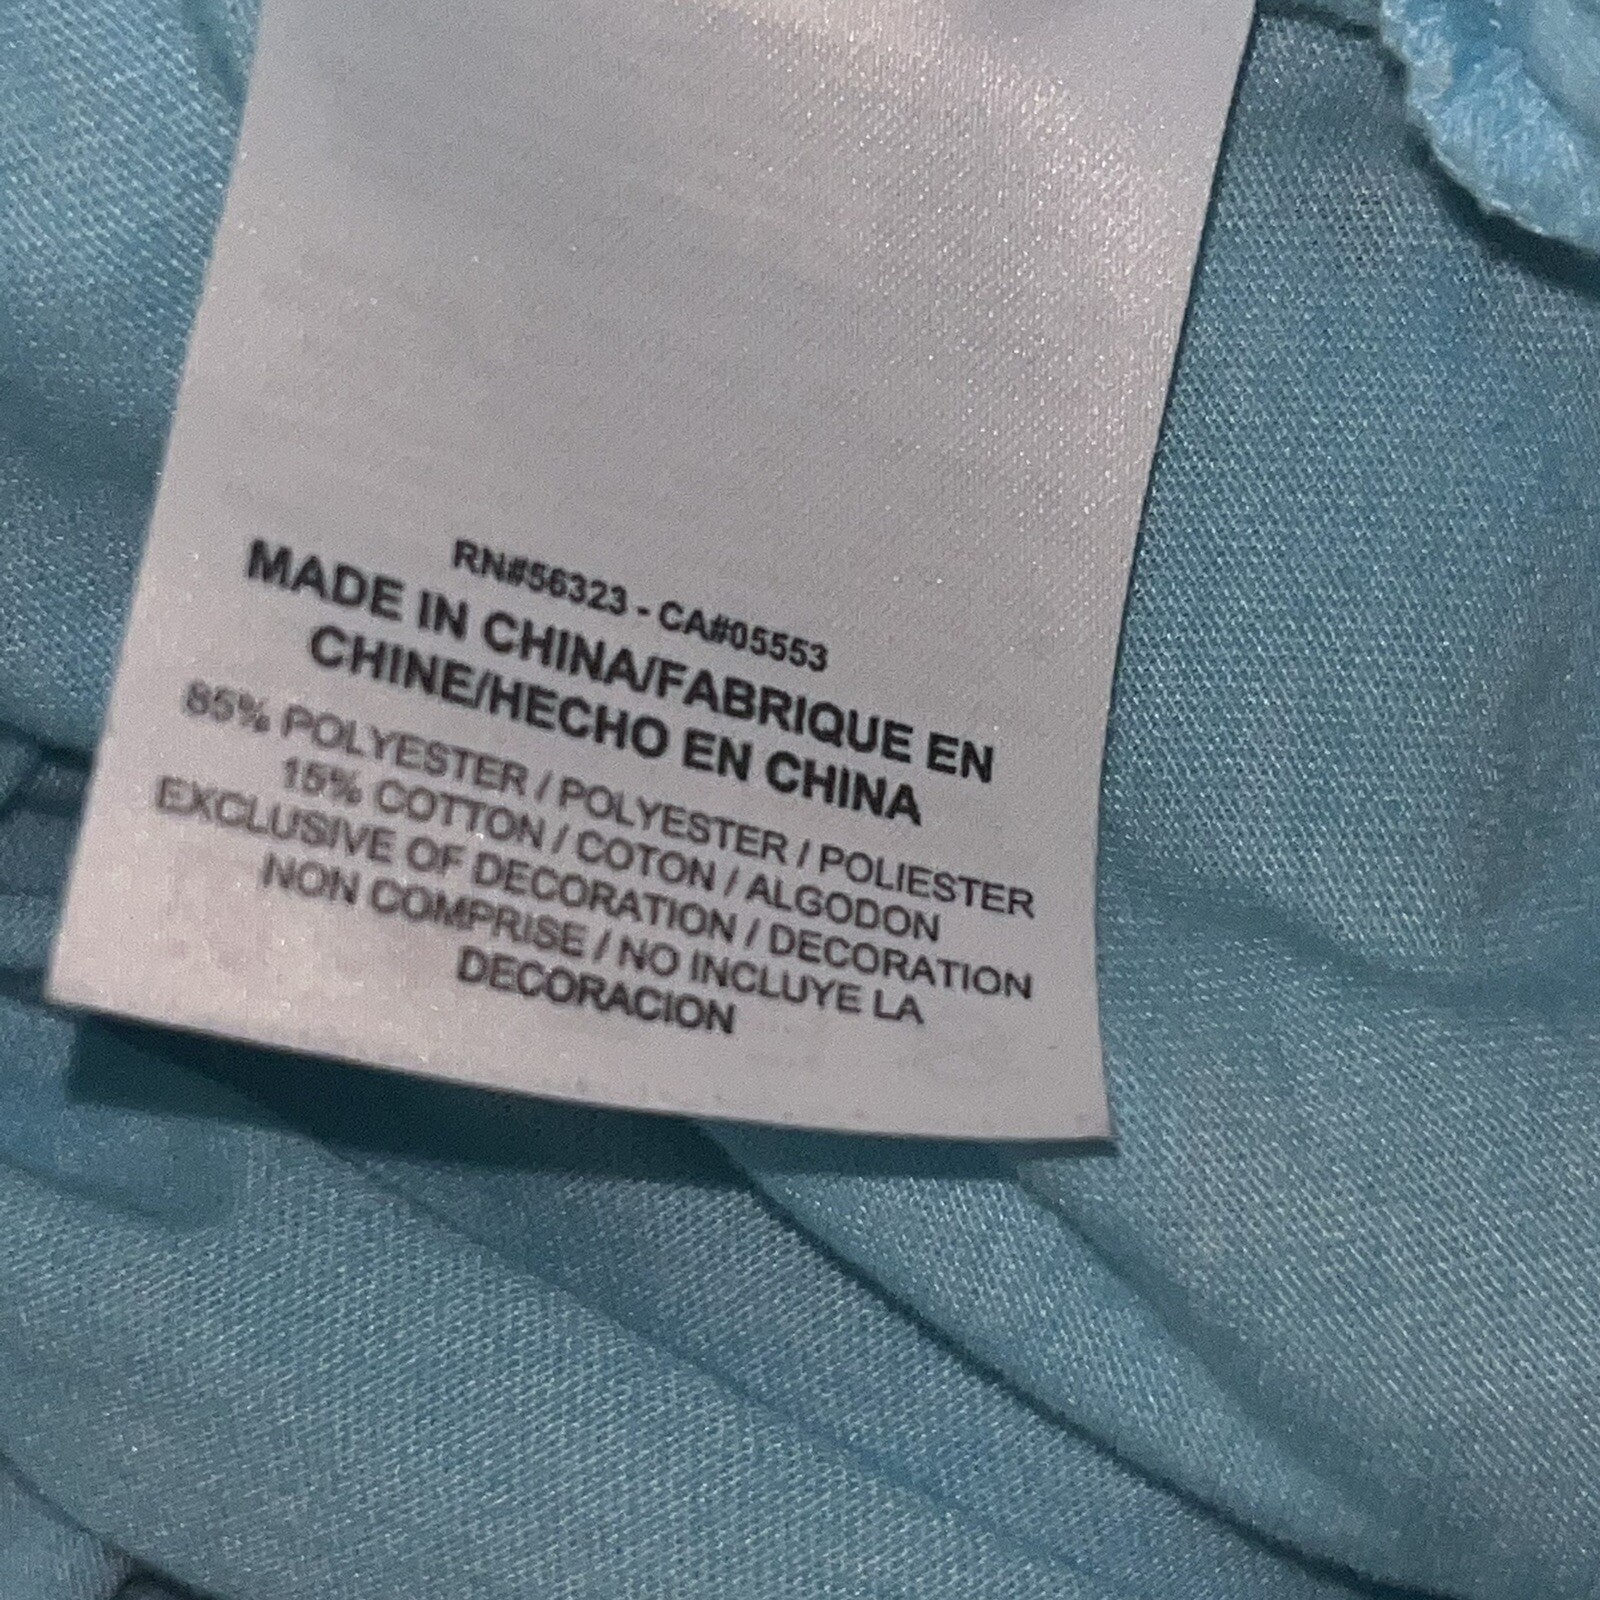 RN#56323 - CA#05553
MADE IN CHINA/FABRIQUE EN
CHINE/HECHO EN CHINA
85% POLYESTER / POLYESTER / POLIESTER
15% COTTON / COTON / ALGODON
EXCLUSIVE OF DECORATION / DECORATION
NON COMPRISE / NO INCLUYE LA
DECORACION